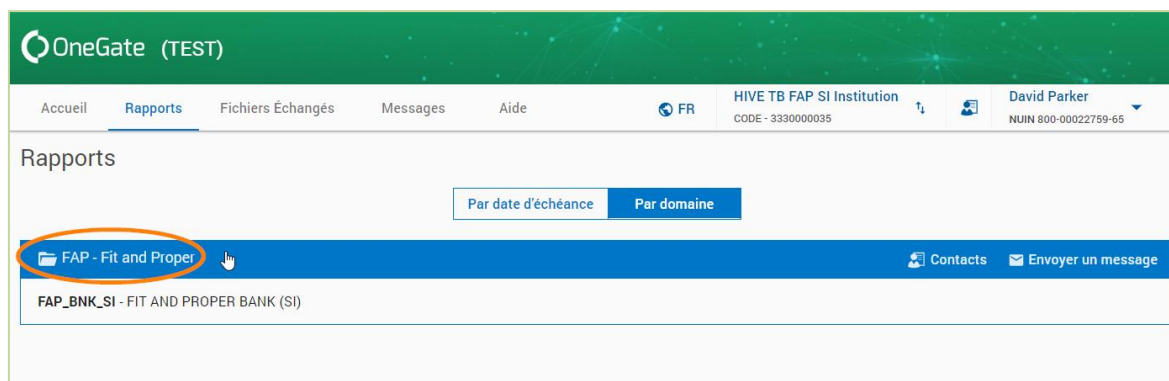 OneGate (TEST)
Accueil Rapports Fichiers Échangés Messages Aide FR HIVE TB FAP SI Institution David Parker
CODE - 3330000035 NUIN 800-00022759-65
Rapports
Par date d'échéance Par domaine
FAP - Fit and Proper Contacts Envoyer un message
FAP_BNK_SI - FIT AND PROPER BANK (SI)